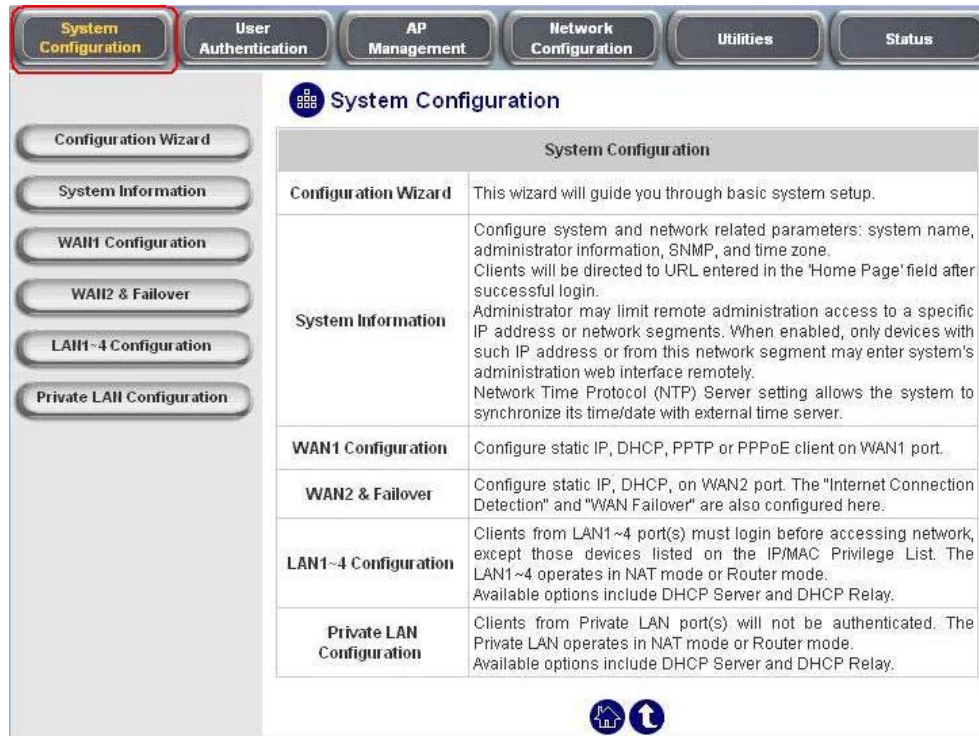 System
Configuration
User
Authentication
AP
Management
Network
Configuration
Utilities
Status
Configuration Wizard
System Information
WAN1 Configuration
WAN2 & Failover
LAN1~4 Configuration
Private LAN Configuration
System Configuration
System Configuration
Configuration Wizard
This wizard will guide you through basic system setup.
System Information
Configure system and network related parameters: system name,
administrator information, SNMP, and time zone.
Clients will be directed to URL entered in the 'Home Page' field after
successful login.
Administrator may limit remote administration access to a specific
IP address or network segments. When enabled, only devices with
such IP address or from this network segment may enter system's
administration web interface remotely.
Network Time Protocol (NTP) Server setting allows the system to
synchronize its time/date with external time server.
WAN1 Configuration
Configure static IP, DHCP, PPTP or PPPoE client on WAN1 port.
WAN2 & Failover
Configure static IP, DHCP, on WAN2 port. The "Internet Connection
Detection" and "WAN Failover" are also configured here.
LAN1~4 Configuration
Clients from LAN1~4 port(s) must login before accessing network,
except those devices listed on the IP/MAC Privilege List. The
LAN1~4 operates in NAT mode or Router mode.
Available options include DHCP Server and DHCP Relay.
Private LAN
Configuration
Clients from Private LAN port(s) will not be authenticated. The
Private LAN operates in NAT mode or Router mode.
Available options include DHCP Server and DHCP Relay.